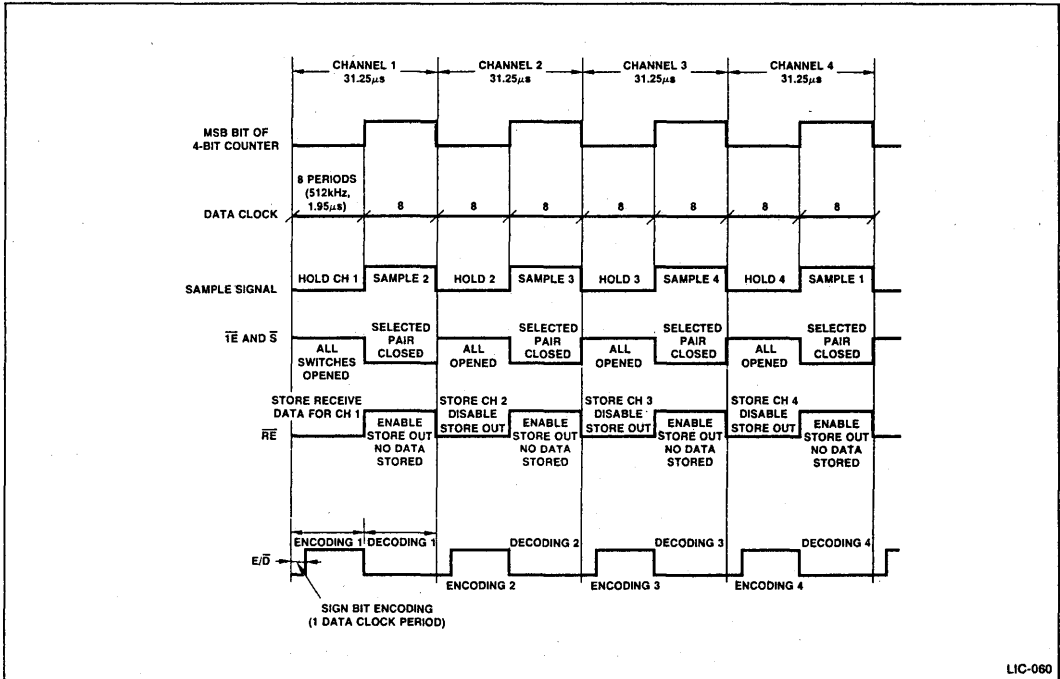 CHANNEL 1 CHANNEL 2 CHANNEL 3 CHANNEL 4
31.25µs 31.25µs 31.25µs 31.25µs
MSB BIT OF
4-BIT COUNTER
8 PERIODS
(512kHz,
1.95µs)
DATA CLOCK 8 8 8 8 8 8 8
SAMPLE SIGNAL HOLD CH 1 SAMPLE 2 HOLD 2 SAMPLE 3 HOLD 3 SAMPLE 4 HOLD 4 SAMPLE 1
1̅E̅ AND S̅
ALL
SWITCHES
OPENED
SELECTED
PAIR
CLOSED
ALL
OPENED
SELECTED
PAIR
CLOSED
ALL
OPENED
SELECTED
PAIR
CLOSED
ALL
OPENED
SELECTED
PAIR
CLOSED
R̅E̅
STORE RECEIVE
DATA FOR CH 1
ENABLE
STORE OUT
NO DATA
STORED
STORE CH 2
DISABLE
STORE OUT
ENABLE
STORE OUT
NO DATA
STORED
STORE CH 3
DISABLE
STORE OUT
ENABLE
STORE OUT
NO DATA
STORED
STORE CH 4
DISABLE
STORE OUT
ENABLE
STORE OUT
NO DATA
STORED
ENCODING 1 DECODING 1 DECODING 2 DECODING 3 DECODING 4
E/D̅
ENCODING 2 ENCODING 3 ENCODING 4
SIGN BIT ENCODING
(1 DATA CLOCK PERIOD)
LIC-060